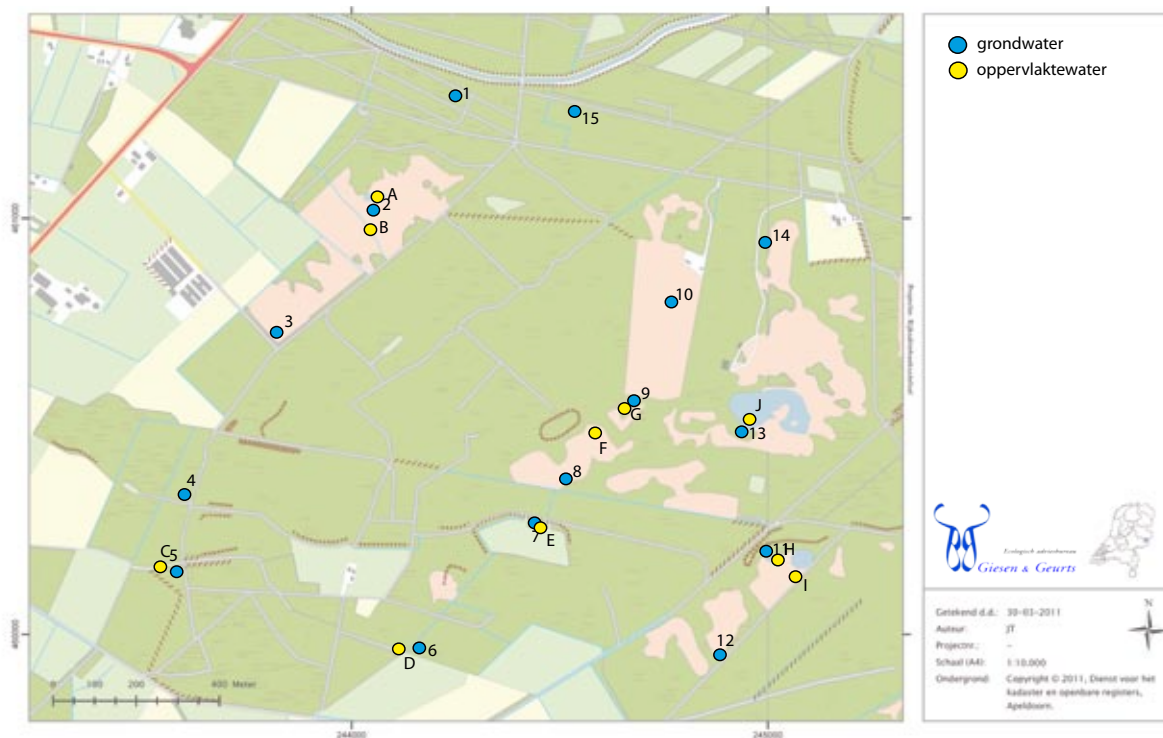 grondwater
oppervlaktewater
1
15
A
2
B
14
10
3
9
G
J
13
F
8
4
7
E
11
H
C
5
I
12
D
6
461000
460000
244000
245000
0 100 200 400 Meter
Giesen & Geurts
N
Getekend d.d.: 30-03-2011
Auteur: JT
Projectnr.: -
Schaal (A4): 1:10.000
Ondergrond: Copyright © 2011, Dienst voor het
kadaster en openbare registers,
Apeldoorn.